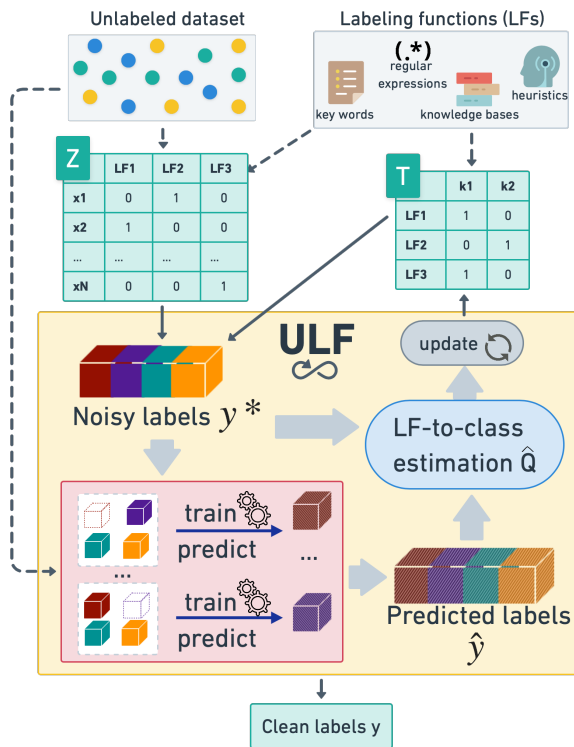 Unlabeled dataset
Labeling functions (LFs)
(.*)
regular
expressions
key words
knowledge bases
heuristics
Z
LF1 LF2 LF3
x1 0 1 0
x2 1 0 0
... ... ... ...
xN 0 0 1
T
k1 k2
LF1 1 0
LF2 0 1
LF3 1 0
ULF
update
Noisy labels y *
LF-to-class
estimation Q̂
train
predict
...
...
train
predict
Predicted labels
ŷ
Clean labels y